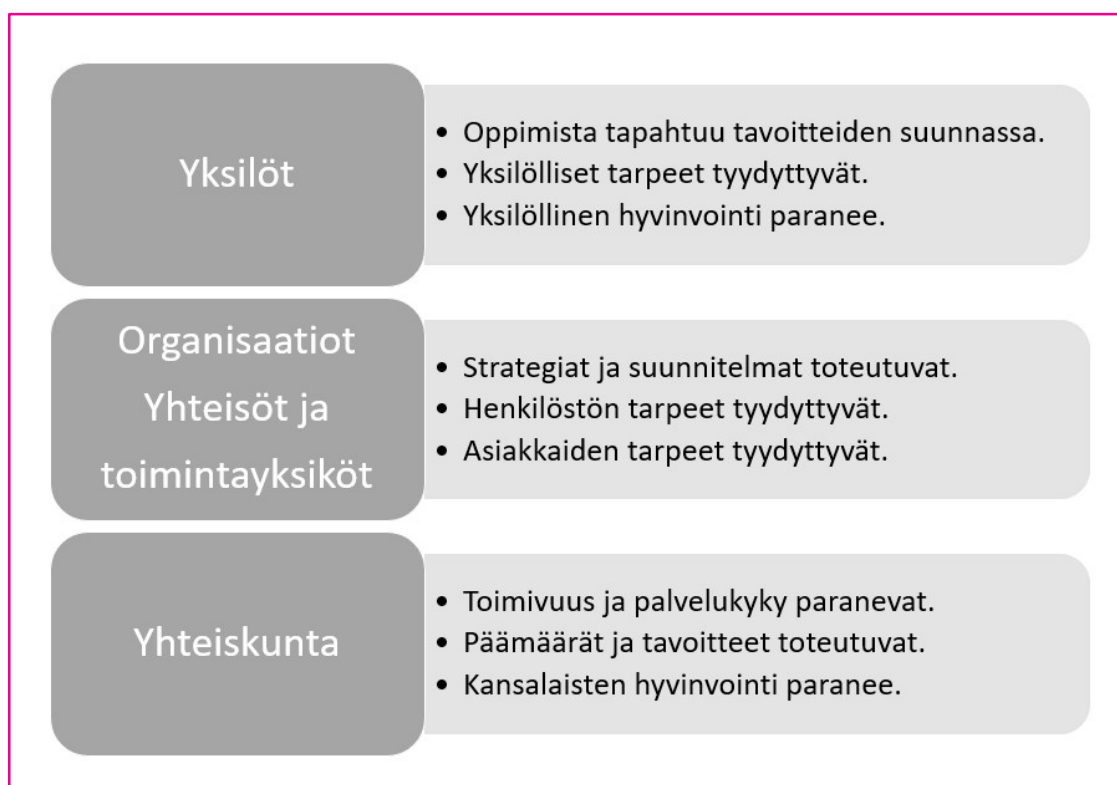 Yksilöt
• Oppimista tapahtuu tavoitteiden suunnassa.
• Yksilölliset tarpeet tyydyttyvät.
• Yksilöllinen hyvinvointi paranee.
Organisaatiot
Yhteisöt ja
toimintayksiköt
• Strategiat ja suunnitelmat toteutuvat.
• Henkilöstön tarpeet tyydyttyvät.
• Asiakkaiden tarpeet tyydyttyvät.
Yhteiskunta
• Toimivuus ja palvelukyky paranevat.
• Päämäärät ja tavoitteet toteutuvat.
• Kansalaisten hyvinvointi paranee.